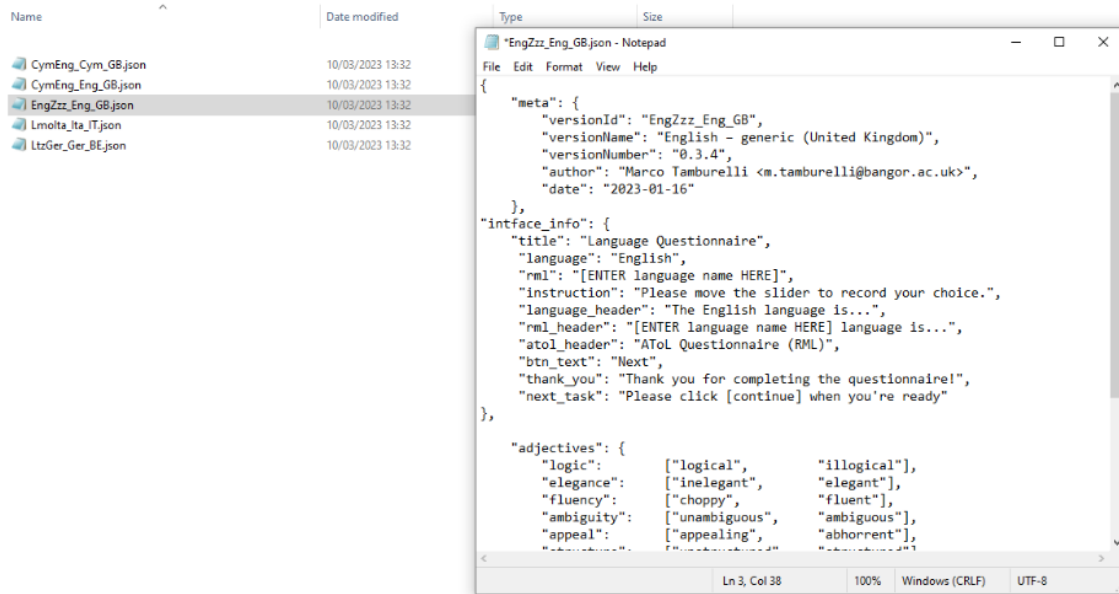 Name Date modified Type Size
CymEng_Cym_GB.json 10/03/2023 13:32
CymEng_Eng_GB.json 10/03/2023 13:32
EngZzz_Eng_GB.json 10/03/2023 13:32
LmoIta_Ita_IT.json 10/03/2023 13:32
LtzGer_Ger_BE.json 10/03/2023 13:32
*EngZzz_Eng_GB.json - Notepad
File Edit Format View Help
{
"meta": {
"versionId": "EngZzz_Eng_GB",
"versionName": "English – generic (United Kingdom)",
"versionNumber": "0.3.4",
"author": "Marco Tamburelli <m.tamburelli@bangor.ac.uk>",
"date": "2023-01-16"
},
"intface_info": {
"title": "Language Questionnaire",
"language": "English",
"rml": "[ENTER language name HERE]",
"instruction": "Please move the slider to record your choice.",
"language_header": "The English language is...",
"rml_header": "[ENTER language name HERE] language is...",
"atol_header": "AToL Questionnaire (RML)",
"btn_text": "Next",
"thank_you": "Thank you for completing the questionnaire!",
"next_task": "Please click [continue] when you're ready"
},
"adjectives": {
"logic": ["logical", "illogical"],
"elegance": ["inelegant", "elegant"],
"fluency": ["choppy", "fluent"],
"ambiguity": ["unambiguous", "ambiguous"],
"appeal": ["appealing", "abhorrent"],
"structure": ["unstructured", "structured"]
Ln 3, Col 38 100% Windows (CRLF) UTF-8